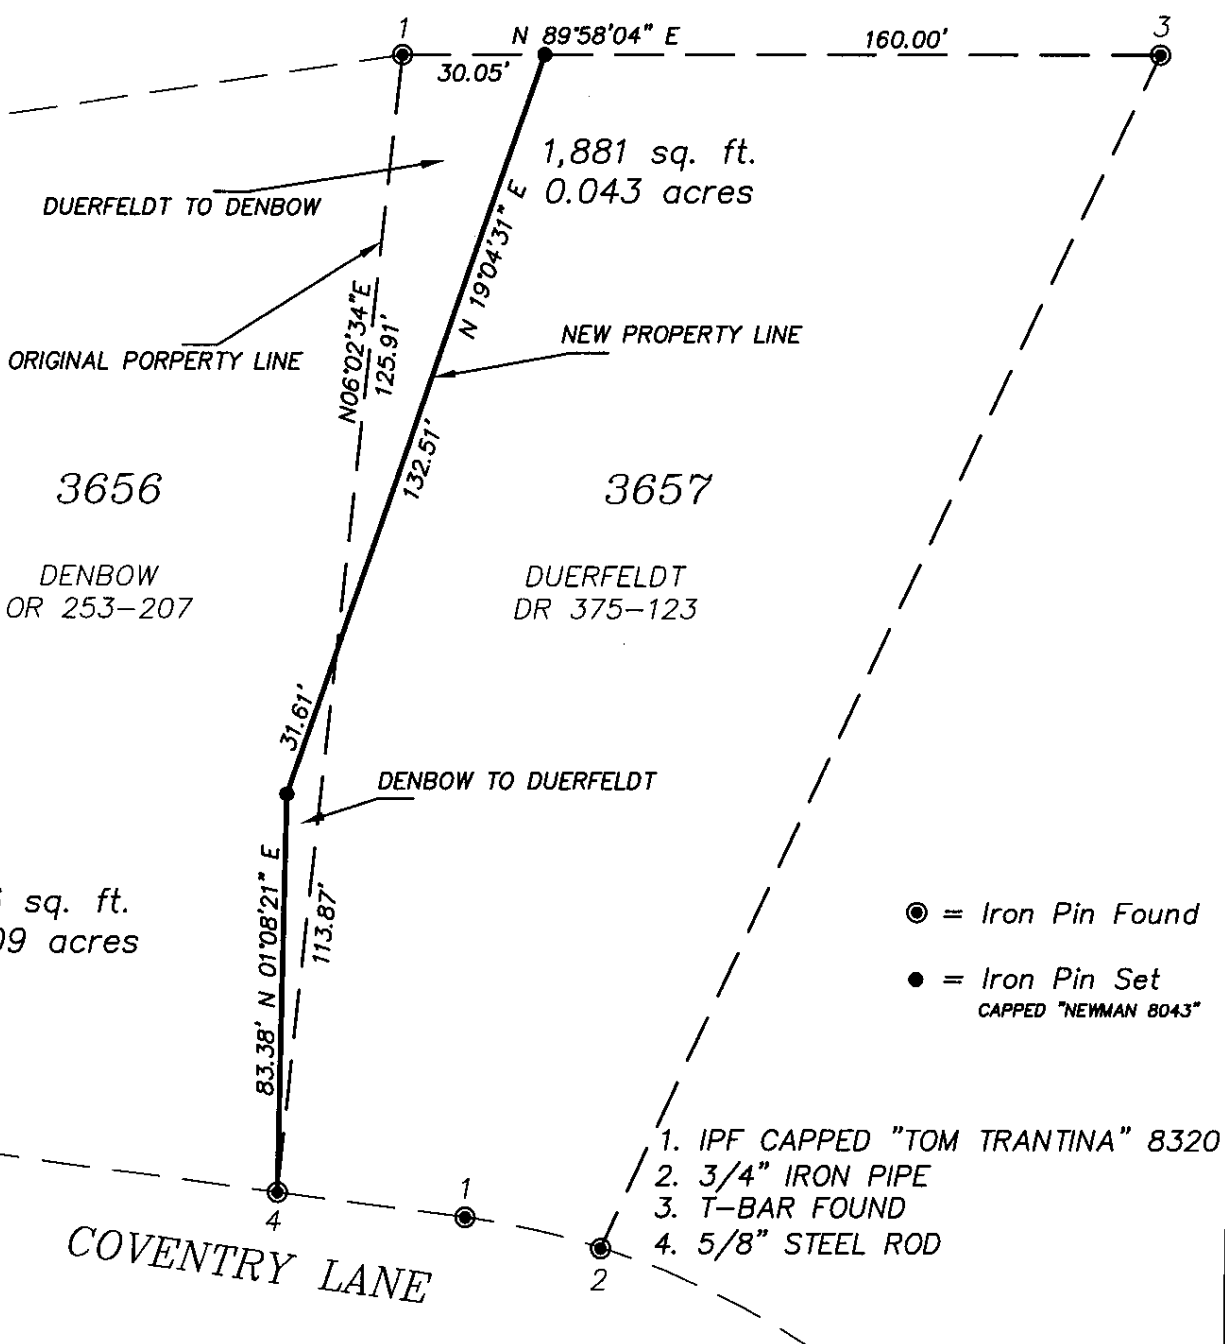 1
N 89°58'04" E
160.00'
3
30.05'
1,881 sq. ft.
0.043 acres
DUERFELDT TO DENBOW
N 19°04'31" E
N06°02'34"E
125.91'
NEW PROPERTY LINE
ORIGINAL PORPERTY LINE
132.51'
3656
3657
DENBOW
OR 253-207
DUERFELDT
DR 375-123
31.61'
DENBOW TO DUERFELDT
83.38' N 01°08'21" E
113.87'
sq. ft.
09 acres
= Iron Pin Found
= Iron Pin Set
CAPPED "NEWMAN 8043"
1. IPF CAPPED "TOM TRANTINA" 8320
2. 3/4" IRON PIPE
3. T-BAR FOUND
4. 5/8" STEEL ROD
4
1
2
COVENTRY LANE